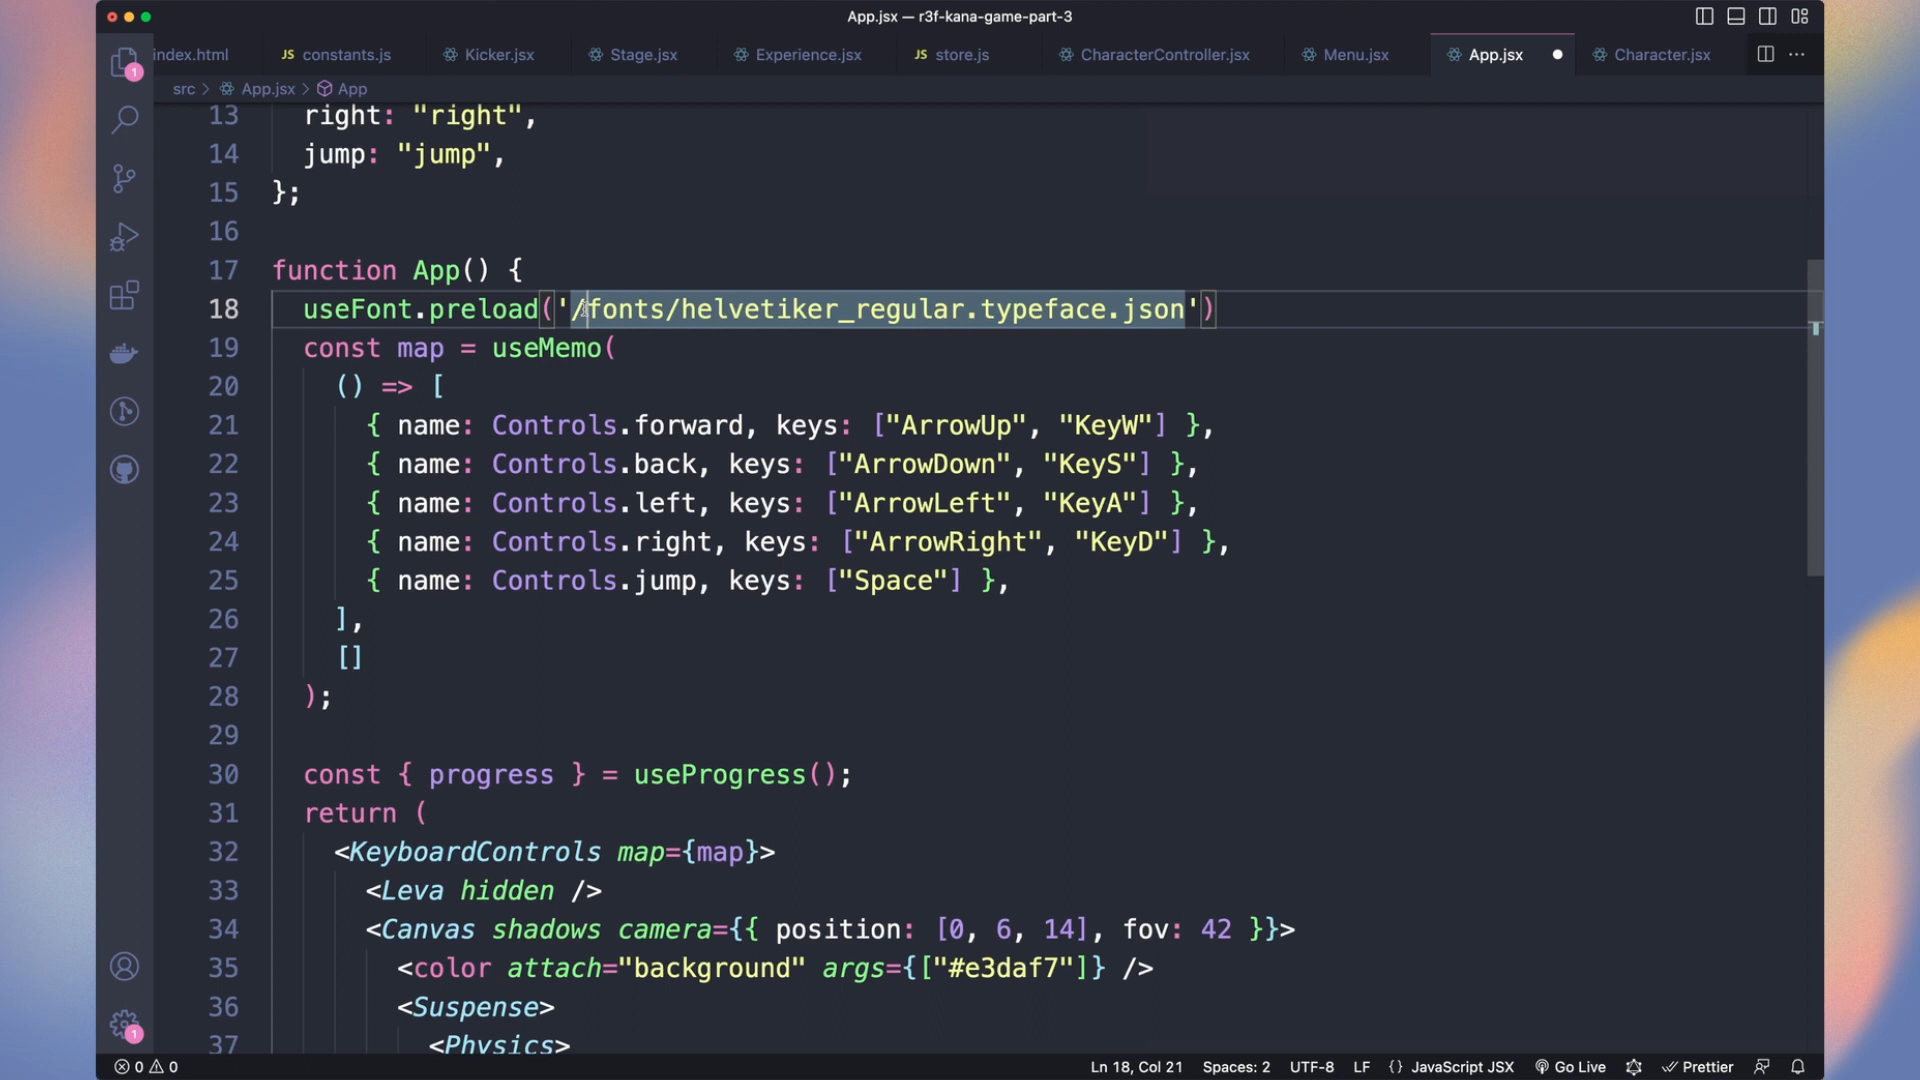 App.jsx — r3f-kana-game-part-3
index.html JS constants.js Kicker.jsx Stage.jsx Experience.jsx JS store.js CharacterController.jsx Menu.jsx App.jsx Character.jsx
1
src > App.jsx > App
13 right: "right",
14 jump: "jump",
15 };
16
17 function App() {
18 useFont.preload('/fonts/helvetiker_regular.typeface.json')
19 const map = useMemo(
20 () => [
21 { name: Controls.forward, keys: ["ArrowUp", "KeyW"] },
22 { name: Controls.back, keys: ["ArrowDown", "KeyS"] },
23 { name: Controls.left, keys: ["ArrowLeft", "KeyA"] },
24 { name: Controls.right, keys: ["ArrowRight", "KeyD"] },
25 { name: Controls.jump, keys: ["Space"] },
26 ],
27 []
28 );
29
30 const { progress } = useProgress();
31 return (
32 <KeyboardControls map={map}>
33 <Leva hidden />
34 <Canvas shadows camera={{ position: [0, 6, 14], fov: 42 }}>
35 <color attach="background" args={["#e3daf7"]} />
36 <Suspense>
37 <Physics>
1
0 0 Ln 18, Col 21 Spaces: 2 UTF-8 LF {} JavaScript JSX Go Live Prettier